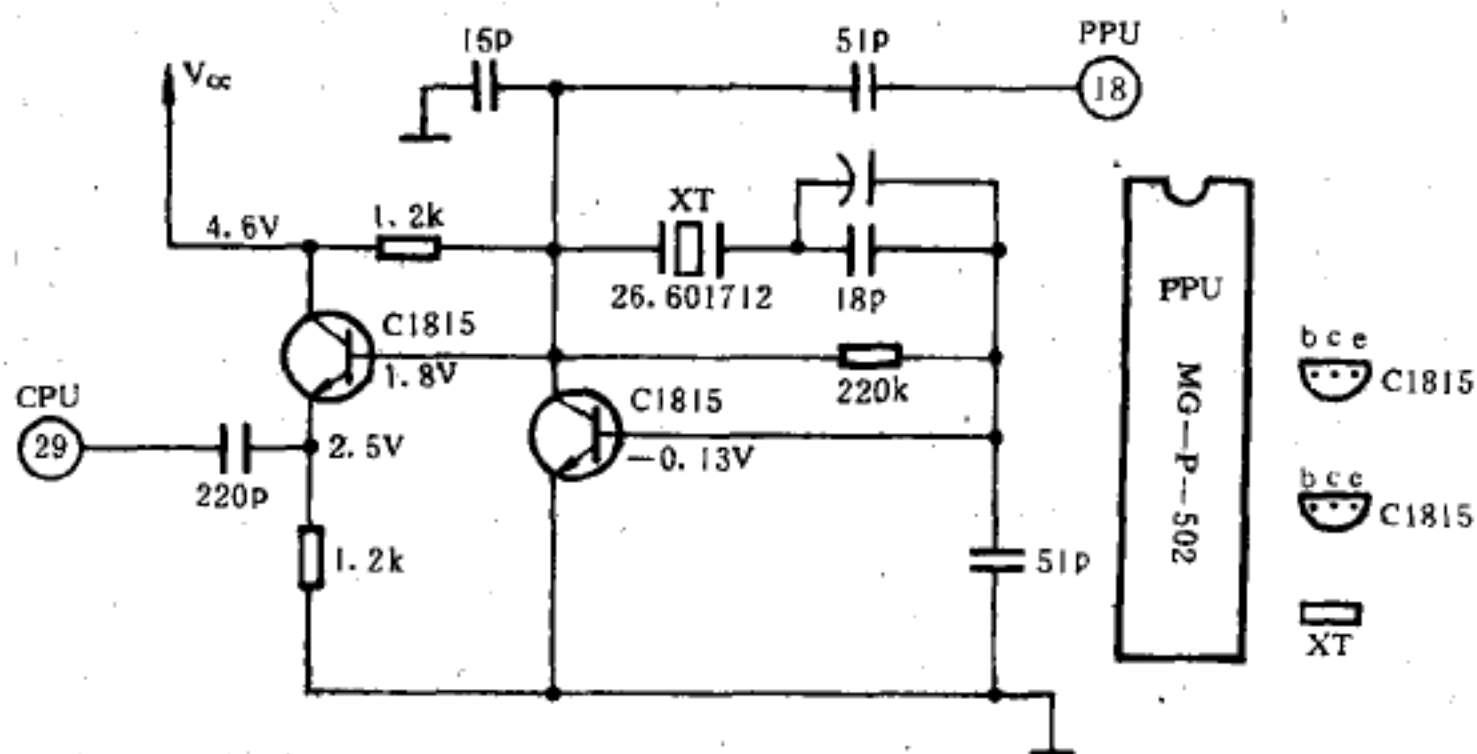 15P
51P
PPU
18
Vcc
4.6V
1.2k
XT
26.601712
18P
C1815
1.8V
220k
CPU
29
220P
2.5V
C1815
—0.13V
1.2k
51P
PPU
MG—P—502
b c e
C1815
b c e
C1815
XT